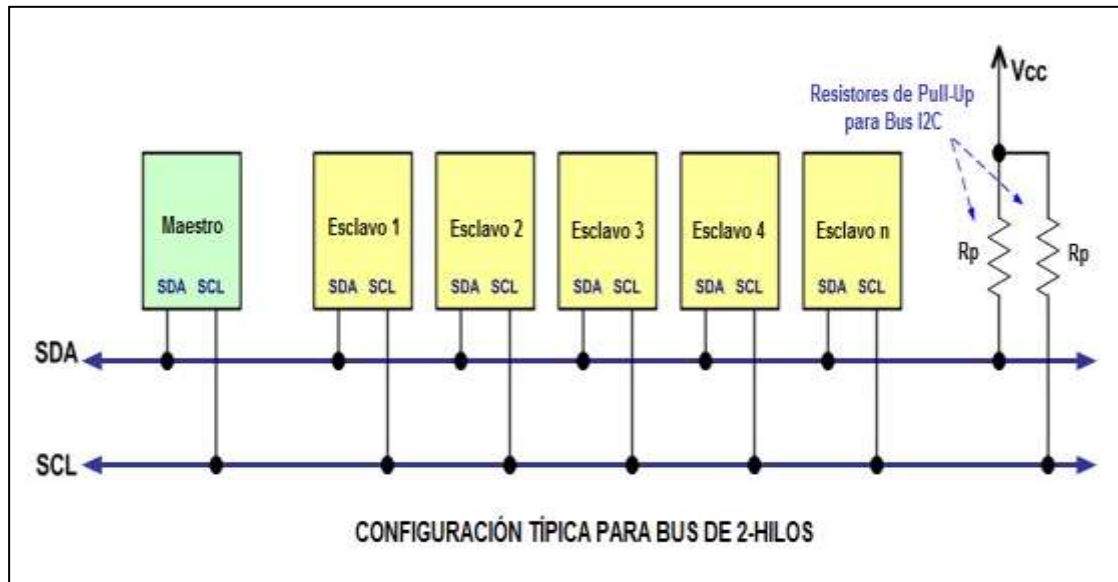 Vcc
Resistores de Pull-Up
para Bus I2C
Maestro
Esclavo 1
Esclavo 2
Esclavo 3
Esclavo 4
Esclavo n
Rp
Rp
SDA SCL
SDA SCL
SDA SCL
SDA SCL
SDA SCL
SDA SCL
SDA
SCL
CONFIGURACIÓN TÍPICA PARA BUS DE 2-HILOS